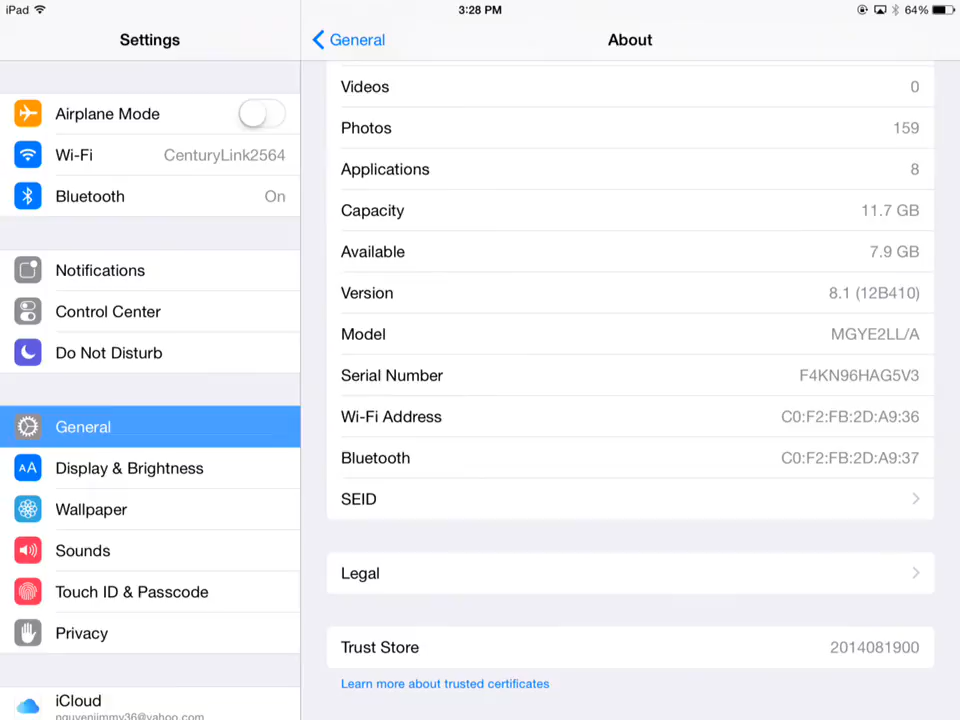 iPad 3:28 PM 64%
Settings
General About
Airplane Mode
Wi-Fi CenturyLink2564
Bluetooth On
Notifications
Control Center
Do Not Disturb
General
AA Display & Brightness
Wallpaper
Sounds
Touch ID & Passcode
Privacy
iCloud
nguyenjimmy36@yahoo.com
Videos 0
Photos 159
Applications 8
Capacity 11.7 GB
Available 7.9 GB
Version 8.1 (12B410)
Model MGYE2LL/A
Serial Number F4KN96HAG5V3
Wi-Fi Address C0:F2:FB:2D:A9:36
Bluetooth C0:F2:FB:2D:A9:37
SEID
Legal
Trust Store 2014081900
Learn more about trusted certificates